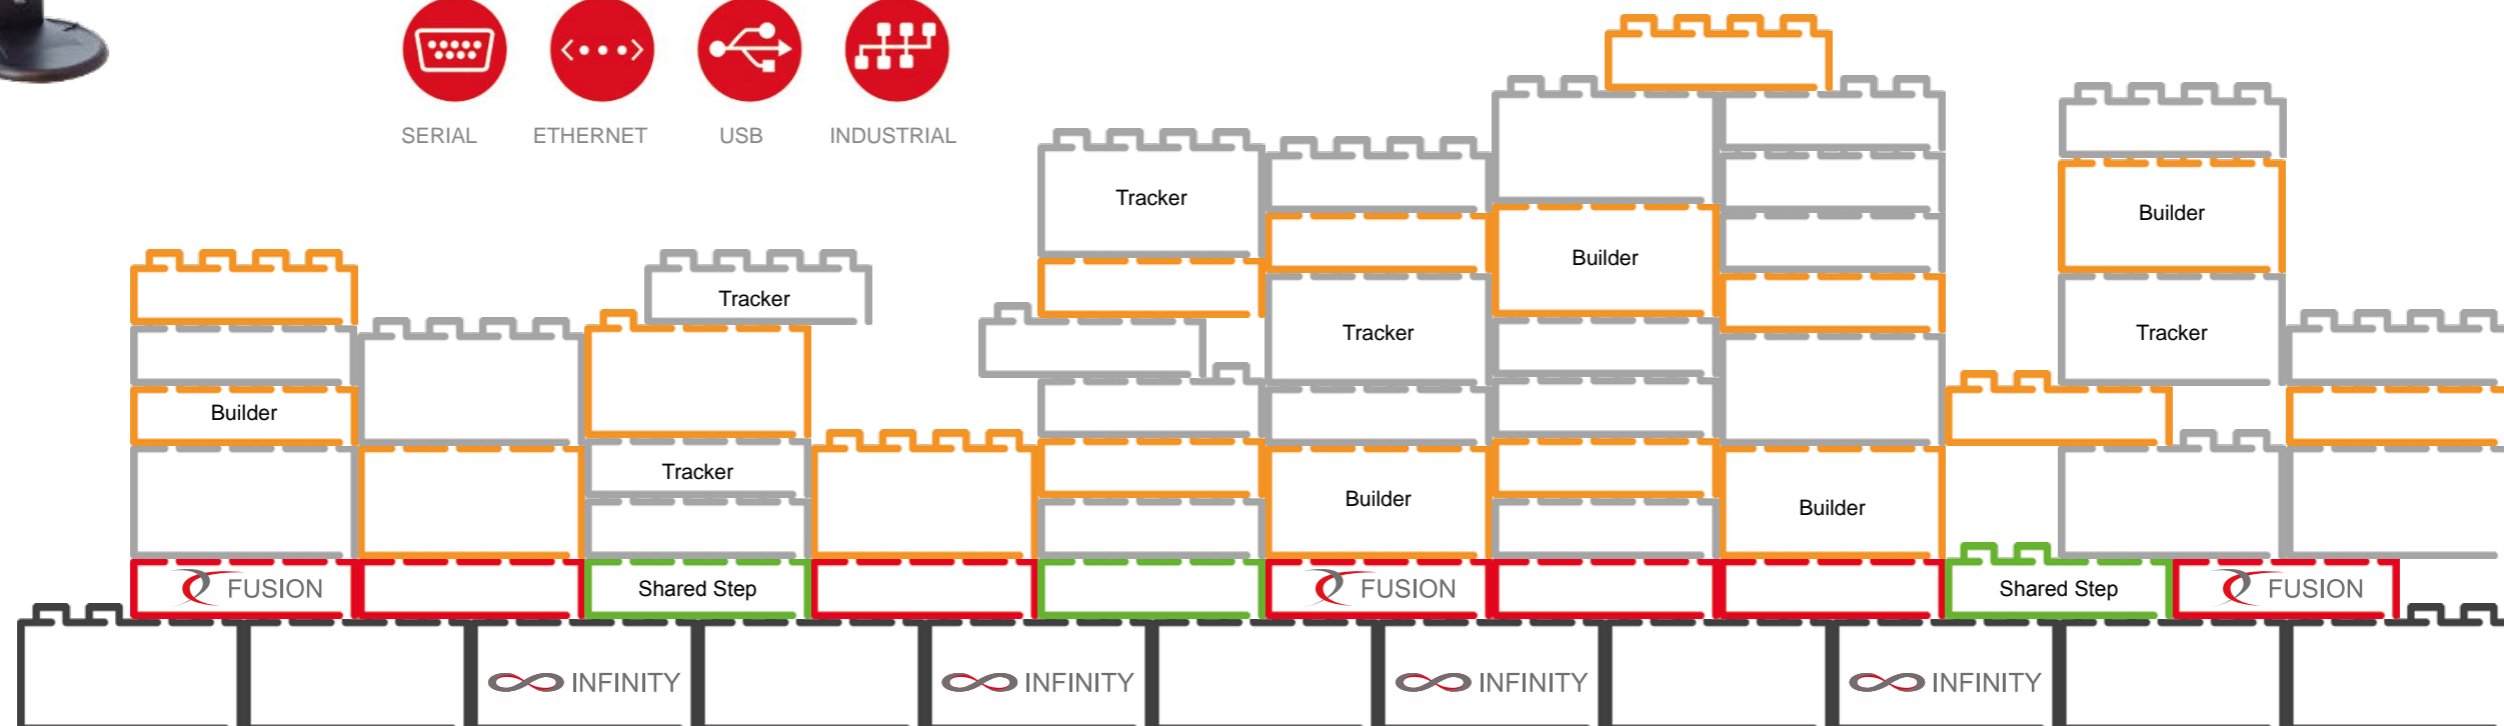 SERIAL ETHERNET USB INDUSTRIAL
Tracker
Builder
Builder
Tracker
Tracker
Tracker
Builder
Tracker
Builder
Builder
FUSION
Shared Step
FUSION
Shared Step
FUSION
INFINITY
INFINITY
INFINITY
INFINITY